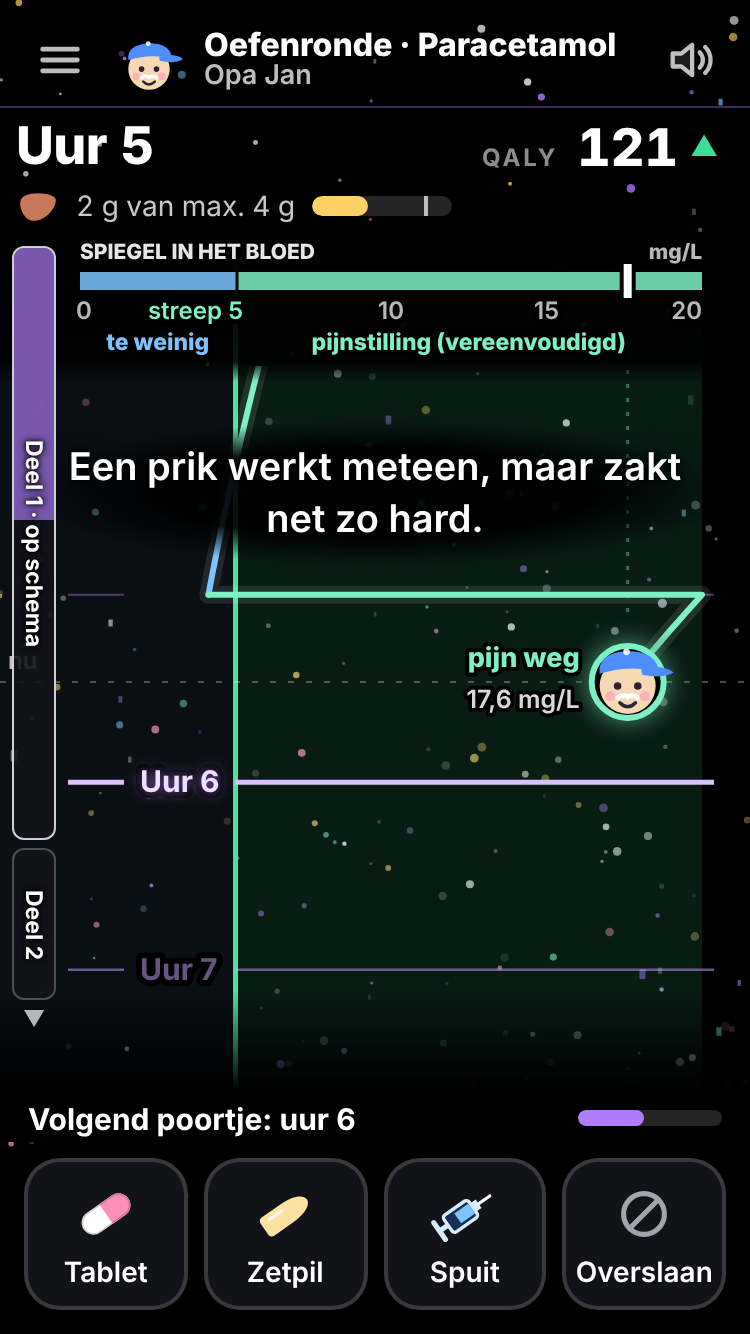 Oefenronde · Paracetamol
Opa Jan
Uur 5
QALY 121
2 g van max. 4 g
SPIEGEL IN HET BLOED mg/L
0 streep 5 10 15 20
te weinig pijnstilling (vereenvoudigd)
Deel 1 · op schema
Een prik werkt meteen, maar zakt
net zo hard.
nu
pijn weg
17,6 mg/L
Uur 6
Deel 2
Uur 7
Volgend poortje: uur 6
Tablet
Zetpil
Spuit
Overslaan